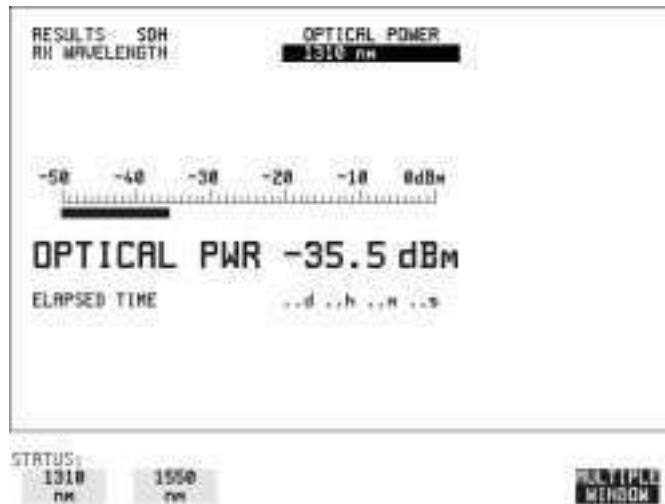 RESULTS SDH OPTICAL POWER
RX WAVELENGTH 1310 nm
-50 -40 -30 -20 -10 0dBm
OPTICAL PWR -35.5 dBm
ELAPSED TIME ..d ..h ..m ..s
STATUS:
1310 nm 1550 nm MULTIPLE WINDOW